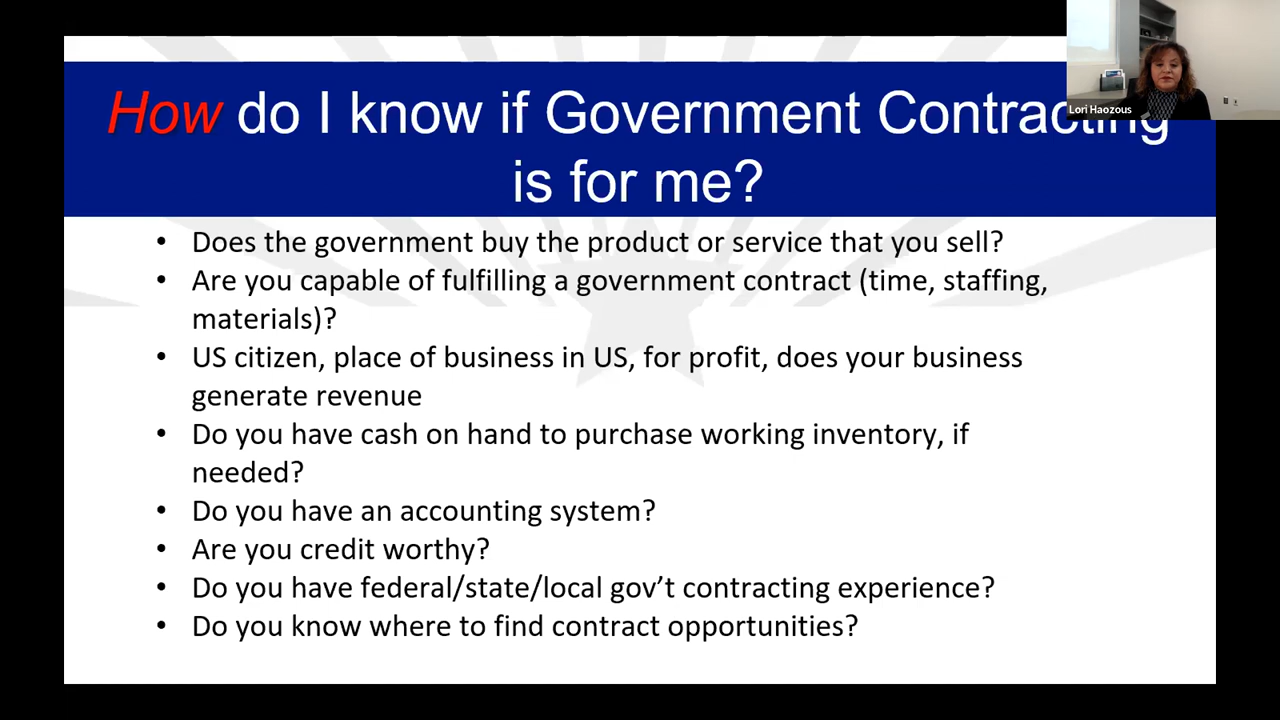 How do I know if Government Contracting
is for me?
Lori Haozous
• Does the government buy the product or service that you sell?
• Are you capable of fulfilling a government contract (time, staffing,
materials)?
• US citizen, place of business in US, for profit, does your business
generate revenue
• Do you have cash on hand to purchase working inventory, if
needed?
• Do you have an accounting system?
• Are you credit worthy?
• Do you have federal/state/local gov’t contracting experience?
• Do you know where to find contract opportunities?